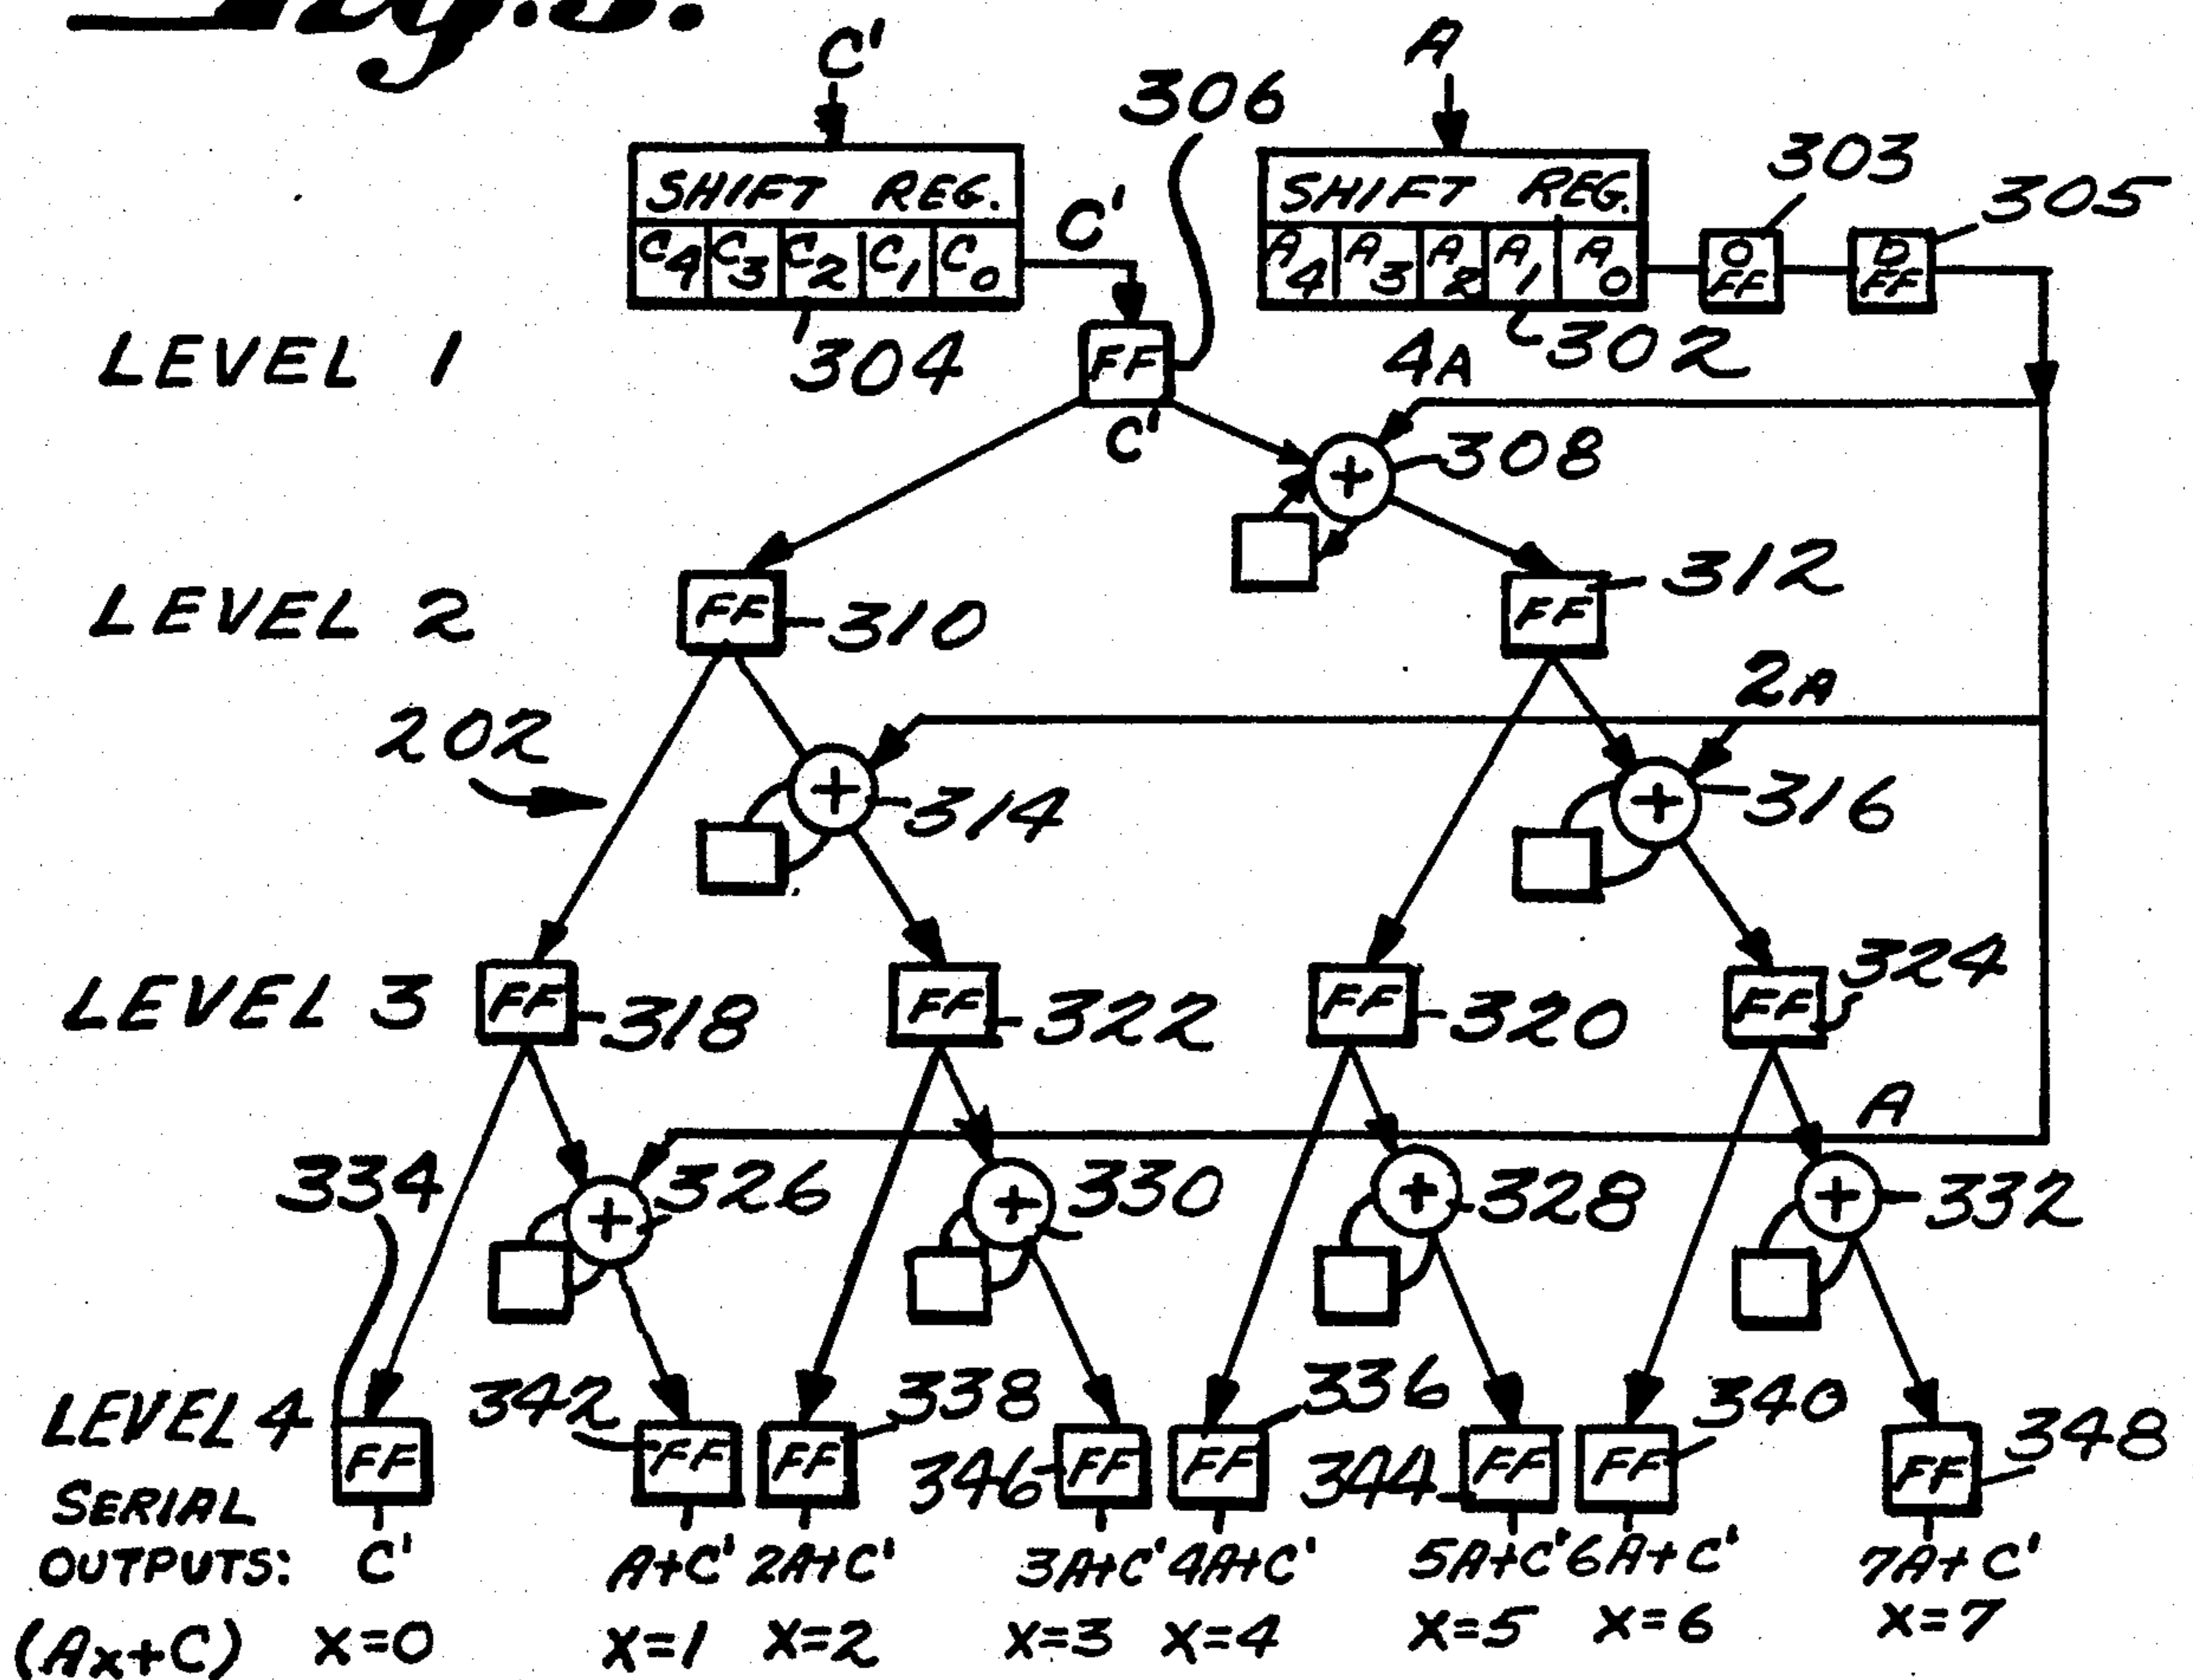 Fig.3.
C' A
306
303
305
SHIFT REG.
C4 C3 C2 C1 C0
C'
SHIFT REG.
A4 A3 A2 A1 A0
D FF
D FF
LEVEL 1
304
FF
C'
4A
302
+
308
LEVEL 2
FF
310
FF
312
202
2A
+
314
+
316
LEVEL 3
FF
318
FF
322
FF
320
FF
324
A
334
+
326
+
330
+
328
+
332
LEVEL 4
FF
342
FF
FF
338
346
FF
FF
336
344
FF
FF
340
FF
348
SERIAL
OUTPUTS: C' A+C' 2A+C' 3A+C' 4A+C' 5A+C' 6A+C' 7A+C'
(Ax+C) x=0 x=1 x=2 x=3 x=4 x=5 x=6 x=7